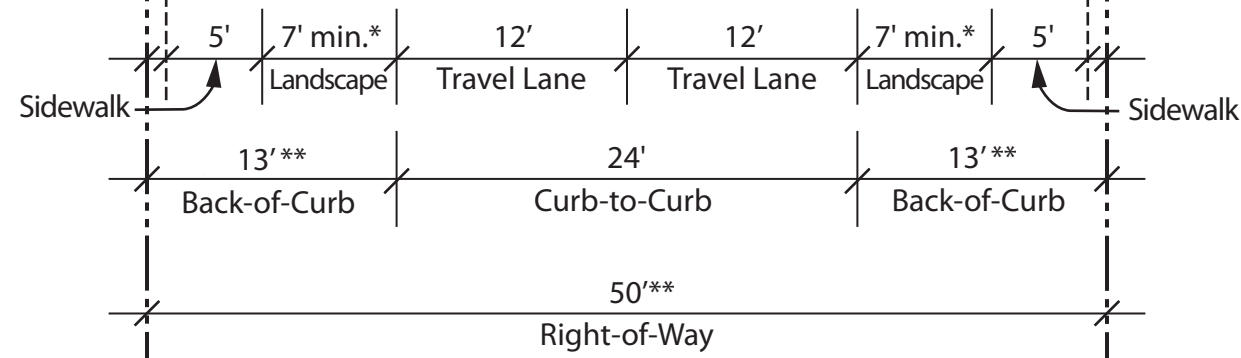 5' 7' min.* 12’ 12’ 7' min.* 5'
Landscape Travel Lane Travel Lane Landscape
Sidewalk Sidewalk
13’** 24' 13’**
Back-of-Curb Curb-to-Curb Back-of-Curb
50’**
Right-of-Way